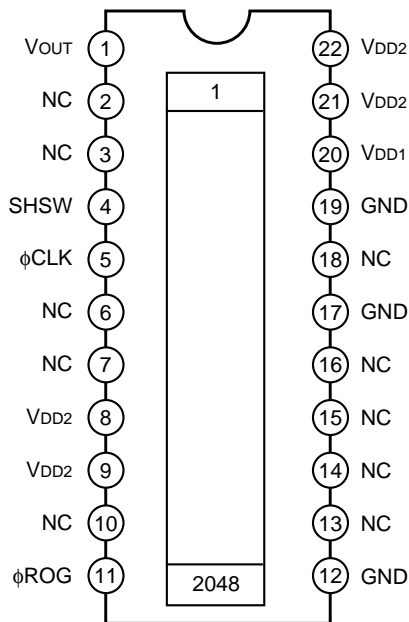 VOUT 1 22 VDD2
NC 2 1 21 VDD2
NC 3 20 VDD1
SHSW 4 19 GND
ϕCLK 5 18 NC
NC 6 17 GND
NC 7 16 NC
VDD2 8 15 NC
VDD2 9 14 NC
NC 10 13 NC
ϕROG 11 2048 12 GND